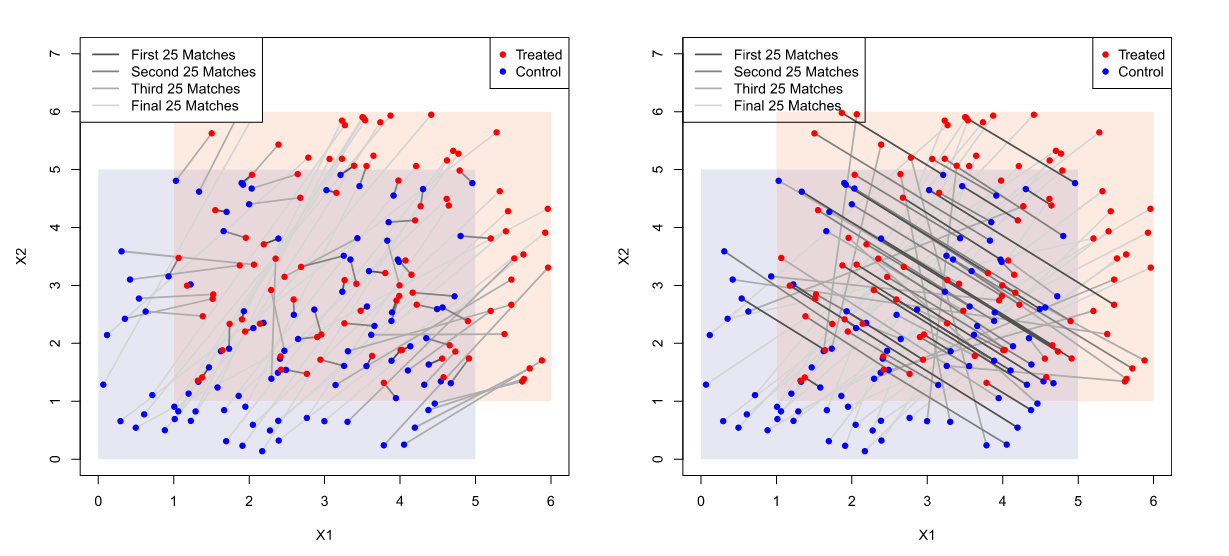 First 25 Matches
Second 25 Matches
Third 25 Matches
Final 25 Matches
Treated
Control
7
6
5
4
3
2
1
0
X2
0 1 2 3 4 5 6
X1
First 25 Matches
Second 25 Matches
Third 25 Matches
Final 25 Matches
Treated
Control
7
6
5
4
3
2
1
0
X2
0 1 2 3 4 5 6
X1